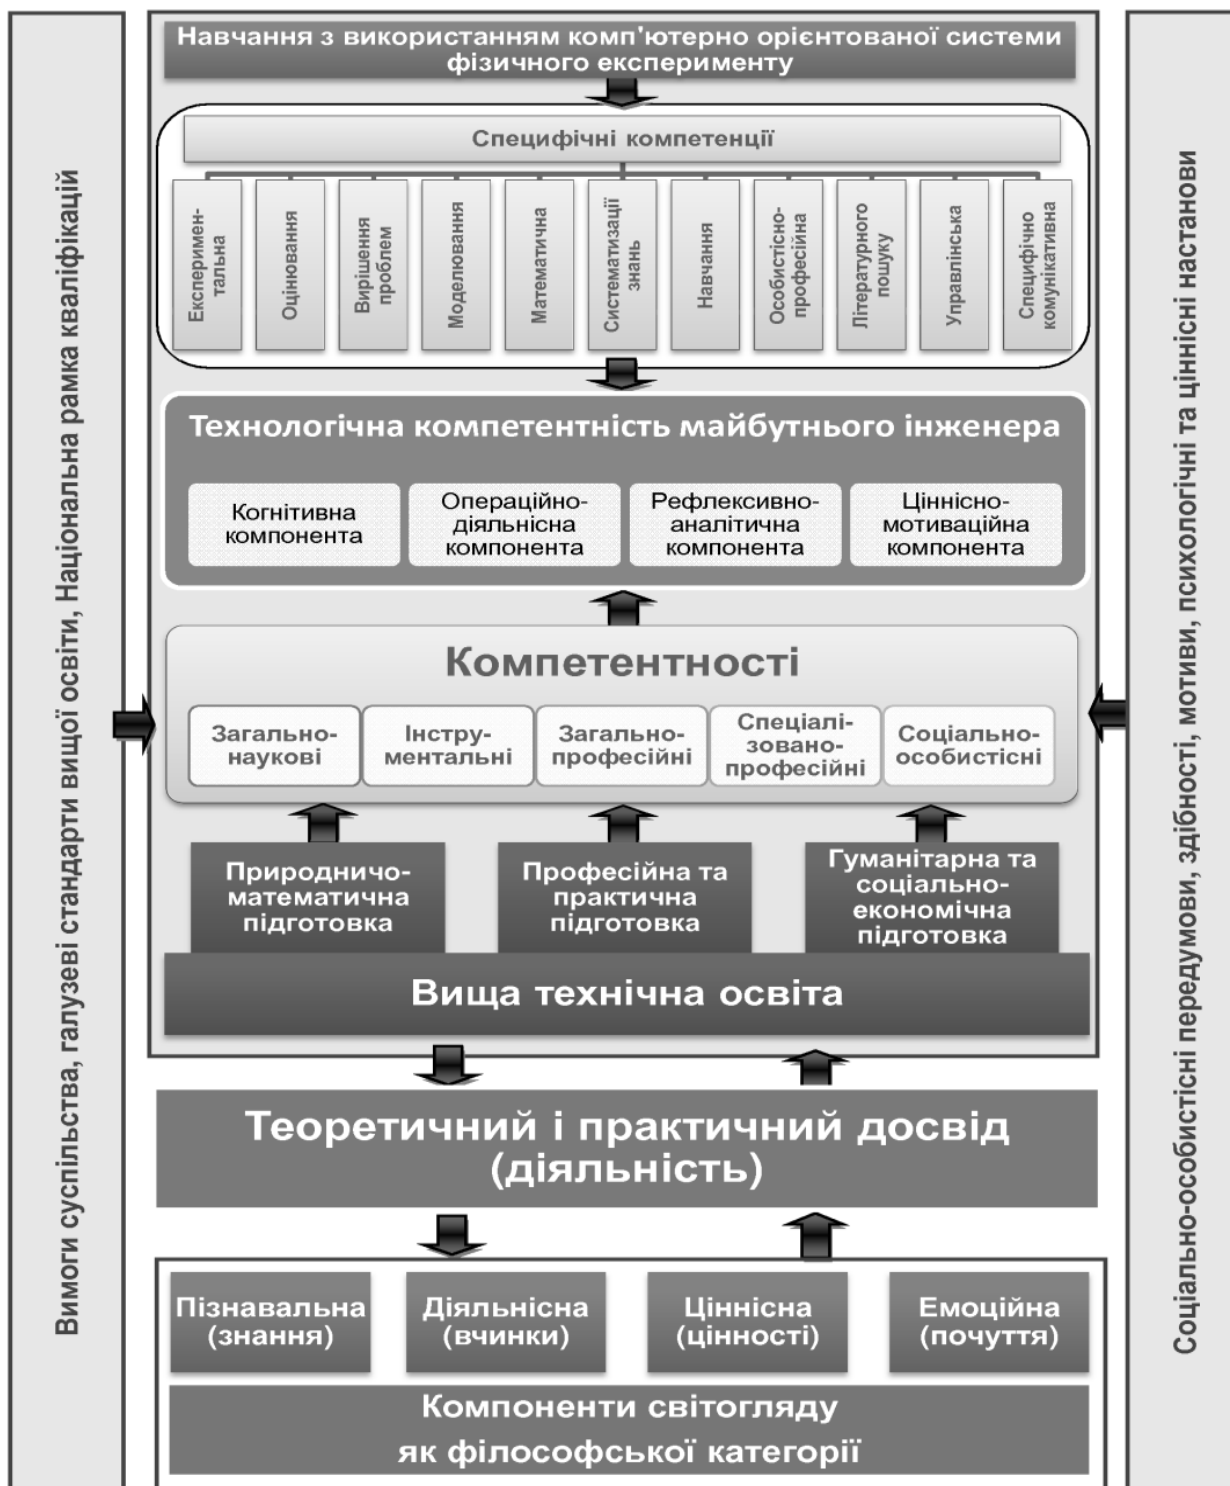 Навчання з використанням комп'ютерно орієнтованої системи
фізичного експерименту
Специфічні компетенції
Експеримен-
тальна
Оцінювання
Вирішення
проблем
Моделювання
Математична
Систематизації
знань
Навчання
Особистісно-
професійна
Літературного
пошуку
Управлінська
Специфічно
комунікативна
Технологічна компетентність майбутнього інженера
Когнітивна
компонента
Операційно-
діяльнісна
компонента
Рефлексивно-
аналітична
компонента
Ціннісно-
мотиваційна
компонента
Компетентності
Загально-
наукові
Інстру-
ментальні
Загально-
професійні
Спеціалі-
зовано-
професійні
Соціально-
особистісні
Природничо-
математична
підготовка
Професійна та
практична
підготовка
Гуманітарна та
соціально-
економічна
підготовка
Вища технічна освіта
Теоретичний і практичний досвід
(діяльність)
Пізнавальна
(знання)
Діяльнісна
(вчинки)
Ціннісна
(цінності)
Емоційна
(почуття)
Компоненти світогляду
як філософської категорії
Вимоги суспільства, галузеві стандарти вищої освіти, Національна рамка кваліфікацій
Соціально-особистісні передумови, здібності, мотиви, психологічні та ціннісні настанови